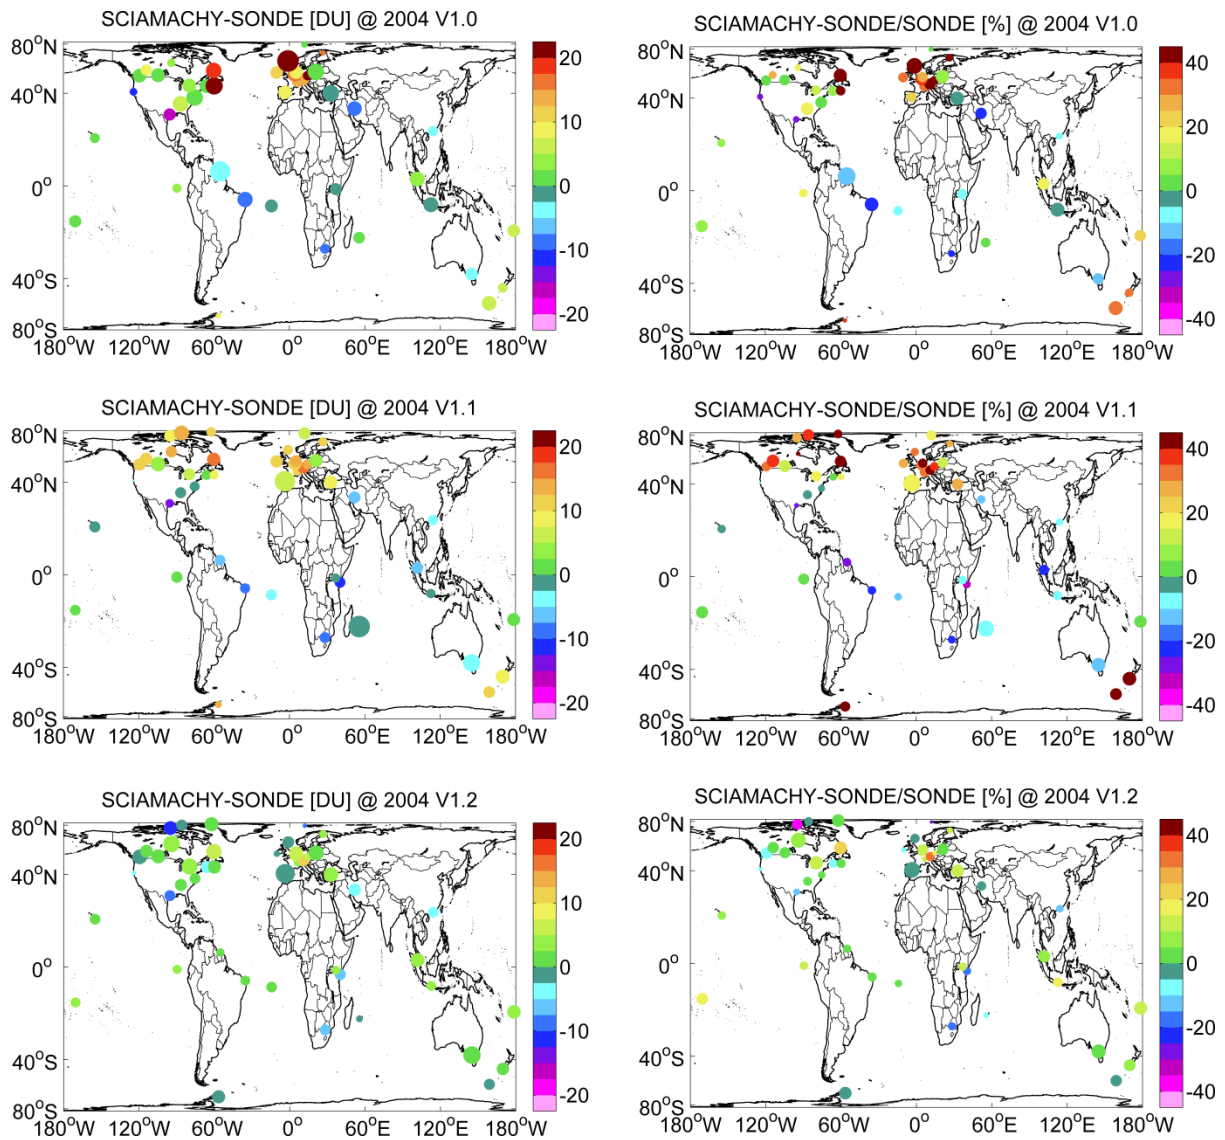 SCIAMACHY-SONDE [DU] @ 2004 V1.0
80°N
40°N
0°
40°S
80°S
180°W 120°W 60°W 0° 60°E 120°E 180°W
20
10
0
-10
-20
SCIAMACHY-SONDE/SONDE [%] @ 2004 V1.0
80°N
40°N
0°
40°S
80°S
180°W 120°W 60°W 0° 60°E 120°E 180°W
40
20
0
-20
-40
SCIAMACHY-SONDE [DU] @ 2004 V1.1
80°N
40°N
0°
40°S
80°S
180°W 120°W 60°W 0° 60°E 120°E 180°W
20
10
0
-10
-20
SCIAMACHY-SONDE/SONDE [%] @ 2004 V1.1
80°N
40°N
0°
40°S
80°S
180°W 120°W 60°W 0° 60°E 120°E 180°W
40
20
0
-20
-40
SCIAMACHY-SONDE [DU] @ 2004 V1.2
80°N
40°N
0°
40°S
80°S
180°W 120°W 60°W 0° 60°E 120°E 180°W
20
10
0
-10
-20
SCIAMACHY-SONDE/SONDE [%] @ 2004 V1.2
80°N
40°N
0°
40°S
80°S
180°W 120°W 60°W 0° 60°E 120°E 180°W
40
20
0
-20
-40